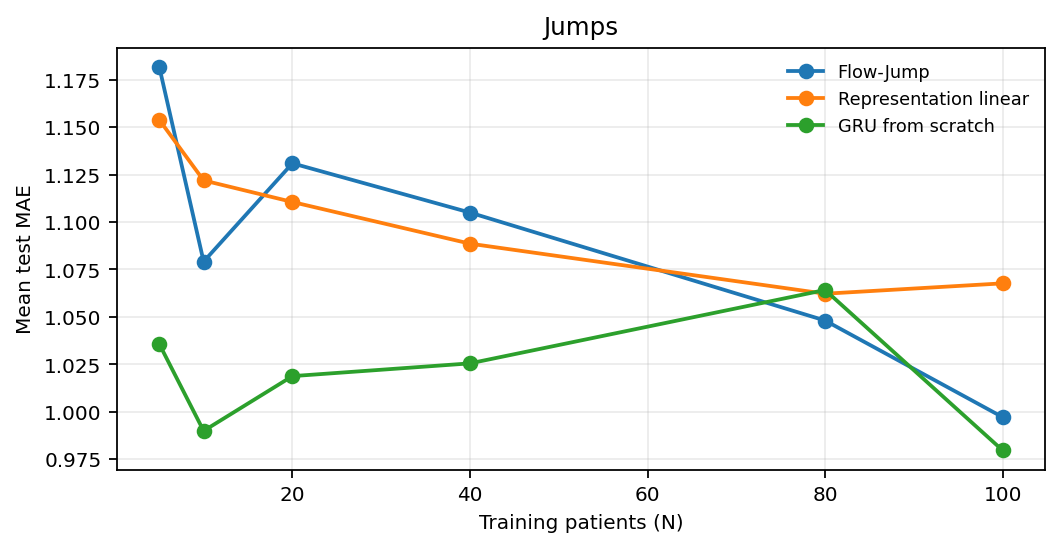 Jumps
Flow-Jump
Representation linear
GRU from scratch
Mean test MAE
1.175
1.150
1.125
1.100
1.075
1.050
1.025
1.000
0.975
20 40 60 80 100
Training patients (N)